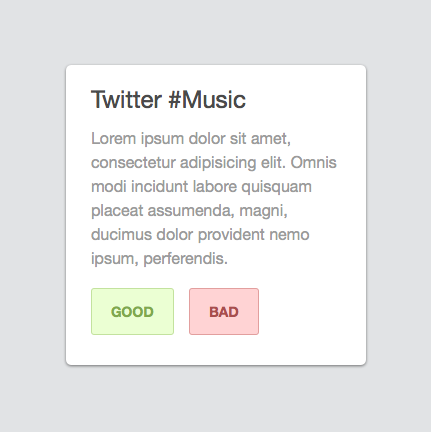 Twitter #Music
Lorem ipsum dolor sit amet,
consectetur adipisicing elit. Omnis
modi incidunt labore quisquam
placeat assumenda, magni,
ducimus dolor provident nemo
ipsum, perferendis.
GOOD BAD